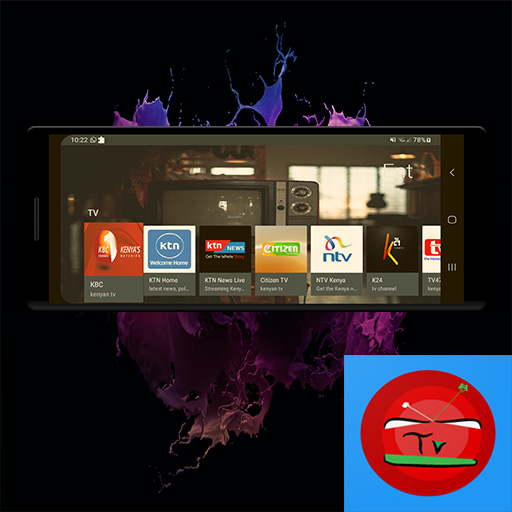 10:22
78%
Ent
TV
KBC
KENYA'S
WATCHING
ktn
Welcome Home
ktn NEWS
Get The Whole Story
CITIZEN
ntv
K24
KBC
kenyan tv
KTN Home
latest news, pol..
KTN News Live
Streaming Keny..
Citizen TV
kenyan tv
NTV Kenya
Get the Kenya n..
K24
tv channel
TV47
Tv